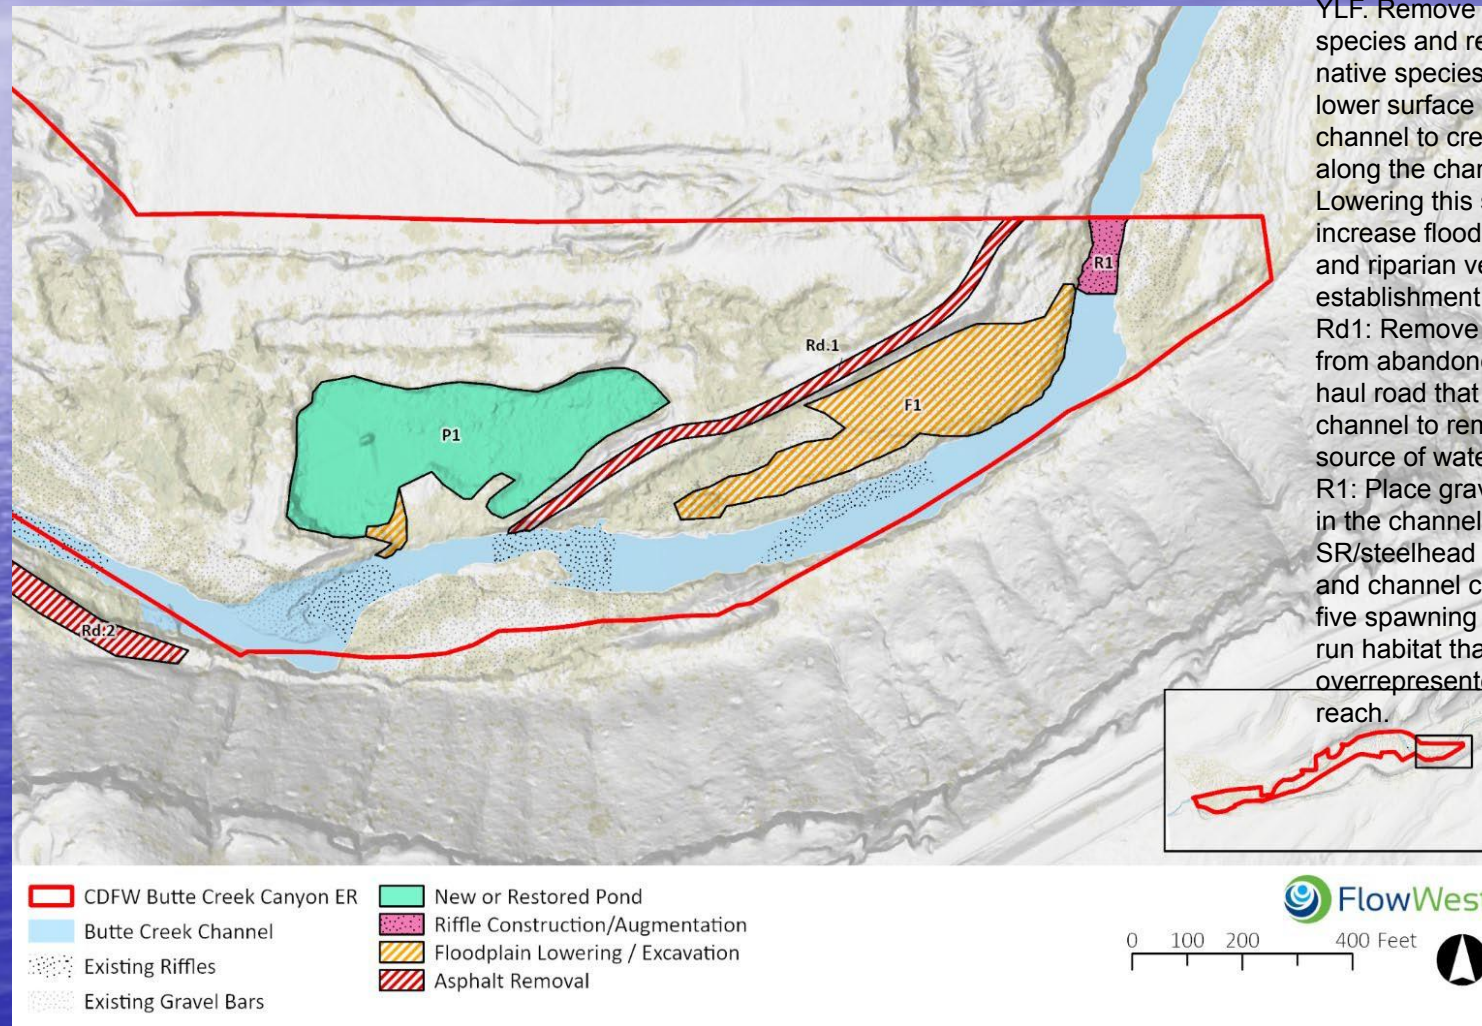 YLF. Remove
species and re
native species
lower surface
channel to cre
along the char
Lowering this s
increase flood
and riparian ve
establishment
Rd1: Remove
from abandone
haul road that
channel to ren
source of wate
R1: Place grav
in the channel
SR/steelhead
and channel c
five spawning
run habitat tha
overrepresente
reach.
R1
Rd.1
F1
P1
Rd.2
CDFW Butte Creek Canyon ER
Butte Creek Channel
Existing Riffles
Existing Gravel Bars
New or Restored Pond
Riffle Construction/Augmentation
Floodplain Lowering / Excavation
Asphalt Removal
FlowWest
0 100 200 400 Feet